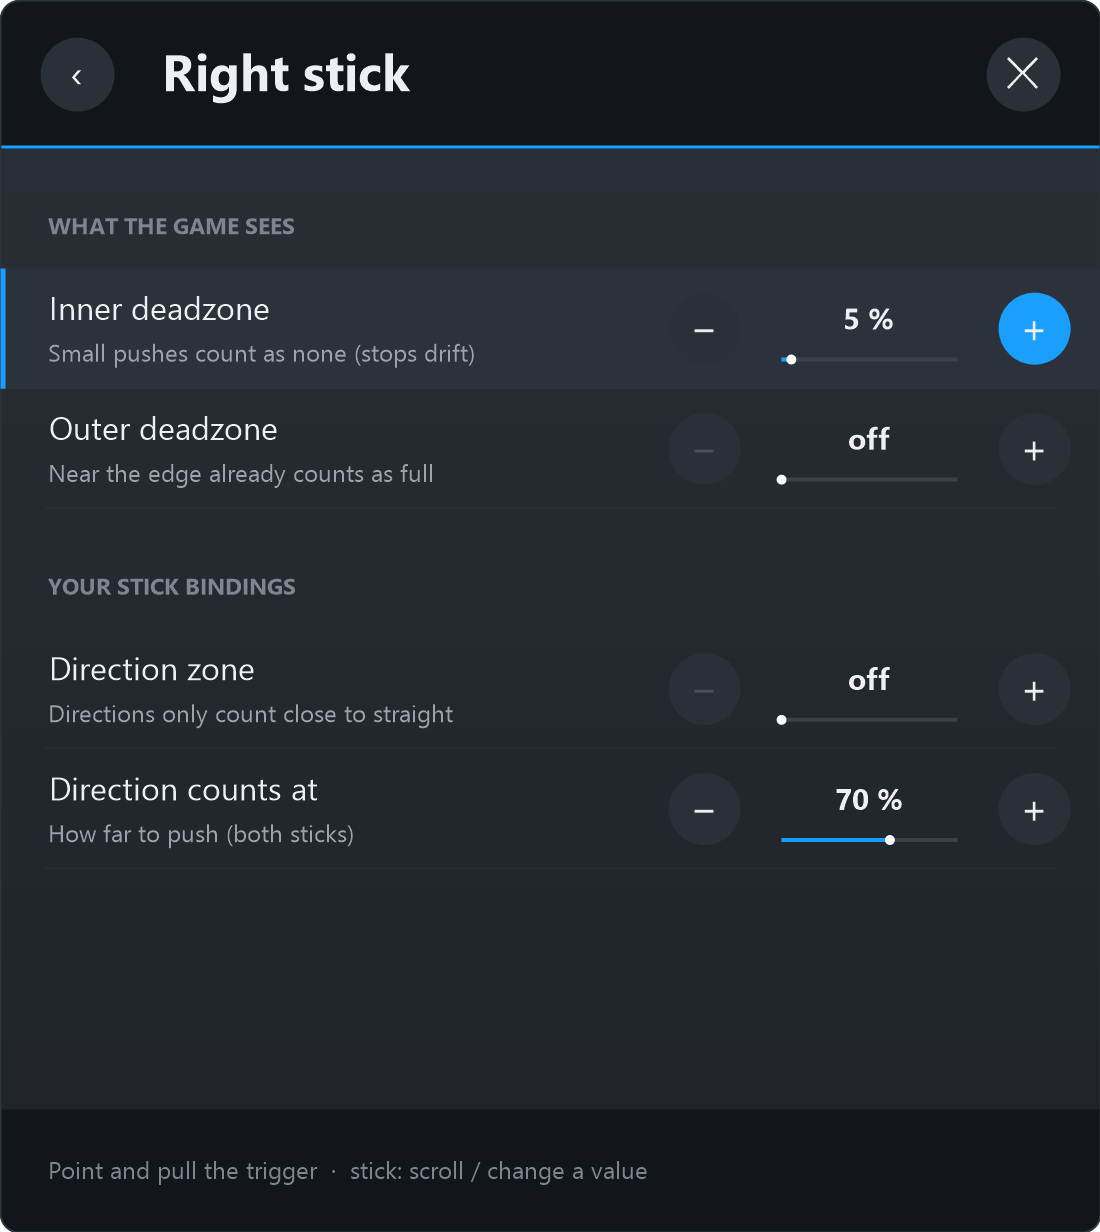 ‹
Right stick
WHAT THE GAME SEES
Inner deadzone
Small pushes count as none (stops drift)
−
5 %
+
Outer deadzone
Near the edge already counts as full
−
off
+
YOUR STICK BINDINGS
Direction zone
Directions only count close to straight
−
off
+
Direction counts at
How far to push (both sticks)
−
70 %
+
Point and pull the trigger · stick: scroll / change a value